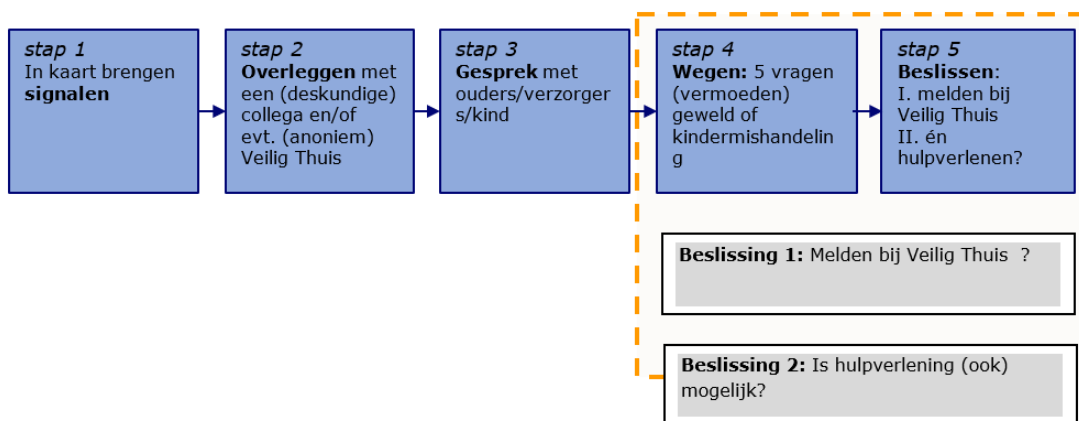 stap 1
In kaart brengen
signalen
stap 2
Overleggen met
een (deskundige)
collega en/of
evt. (anoniem)
Veilig Thuis
stap 3
Gesprek met
ouders/verzorger
s/kind
stap 4
Wegen: 5 vragen
(vermoeden)
geweld of
kindermishandelin
g
stap 5
Beslissen:
I. melden bij
Veilig Thuis
II. én
hulpverlenen?
Beslissing 1: Melden bij Veilig Thuis ?
Beslissing 2: Is hulpverlening (ook)
mogelijk?